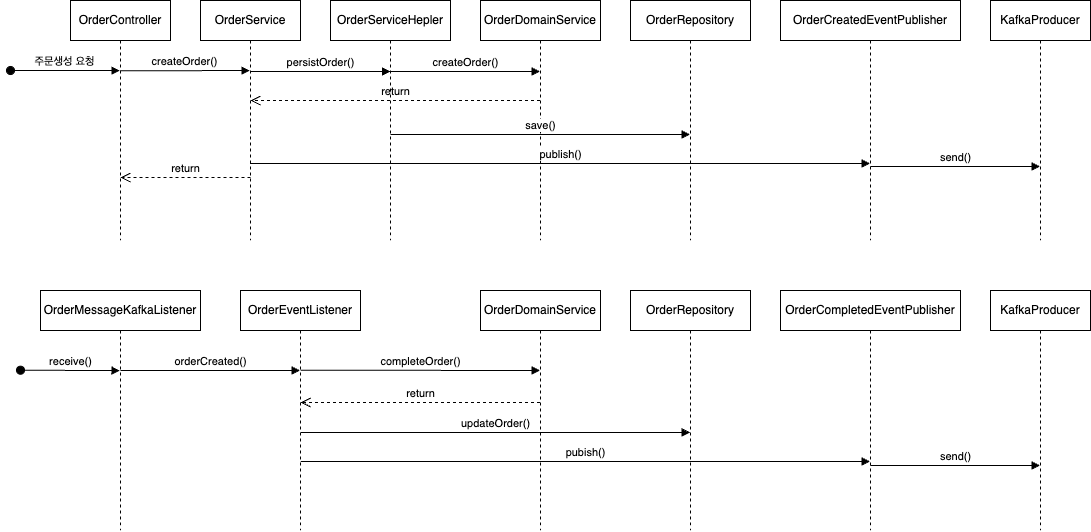 OrderController
OrderService
OrderServiceHepler
OrderDomainService
OrderRepository
OrderCreatedEventPublisher
KafkaProducer
주문생성 요청
createOrder()
persistOrder()
createOrder()
return
save()
publish()
send()
return
OrderMessageKafkaListener
OrderEventListener
OrderDomainService
OrderRepository
OrderCompletedEventPublisher
KafkaProducer
receive()
orderCreated()
completeOrder()
return
updateOrder()
pubish()
send()